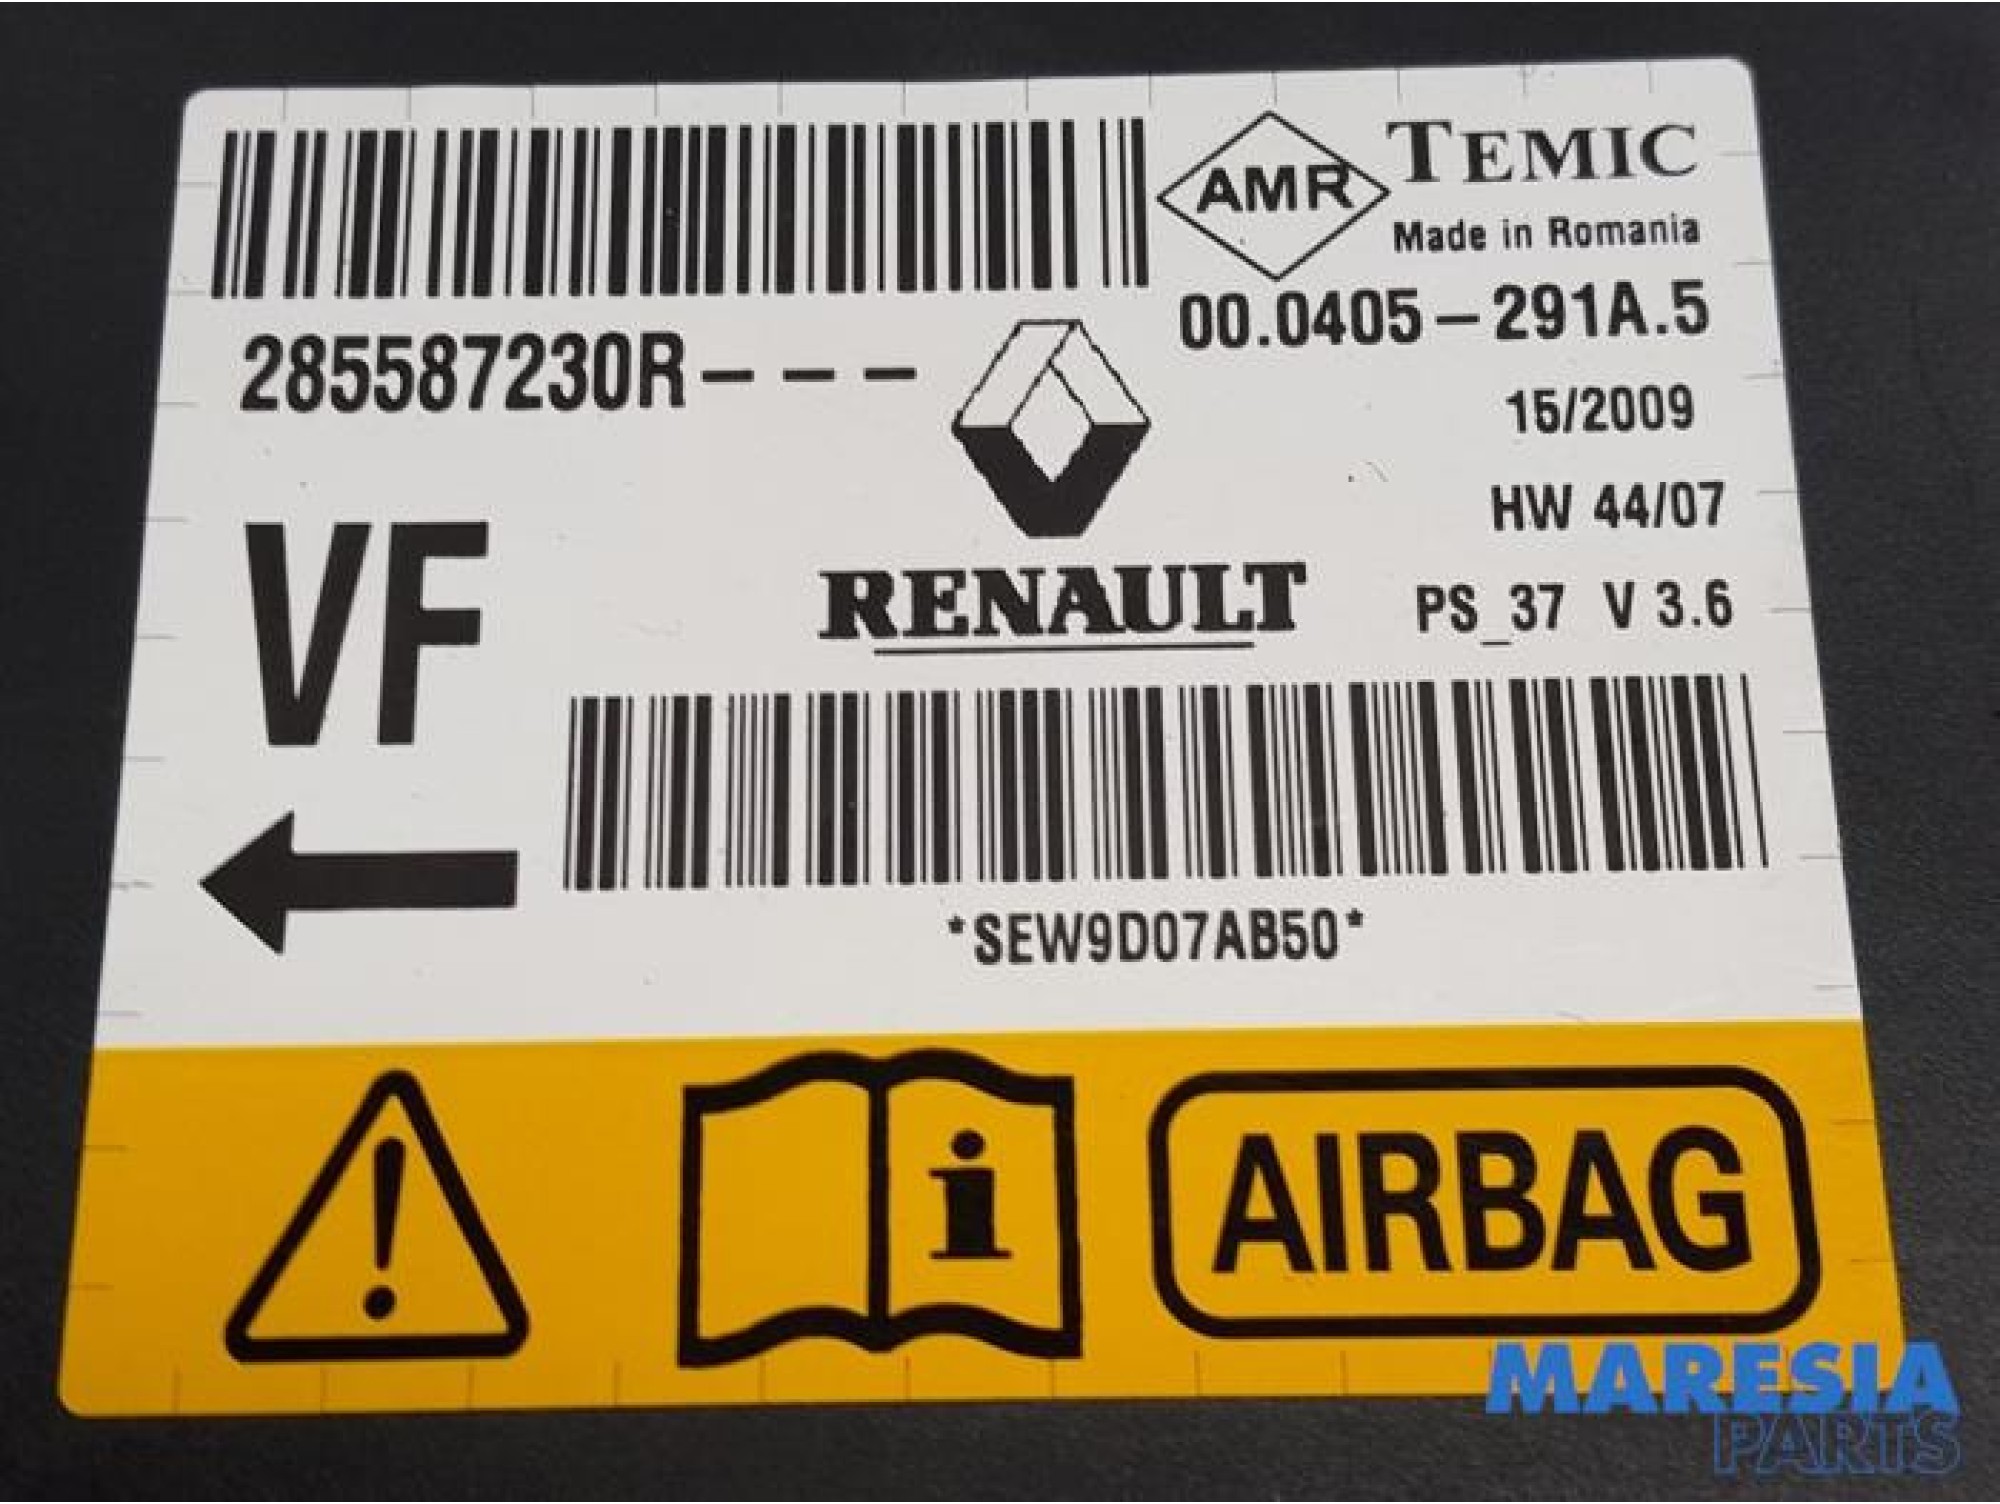 AMR
TEMIC
Made in Romania
285587230R---
00.0405-291A.5
15/2009
HW 44/07
VF
RENAULT
PS_37 V 3.6
*SEW9D07AB50*
i
AIRBAG
MARESIA
PARTS